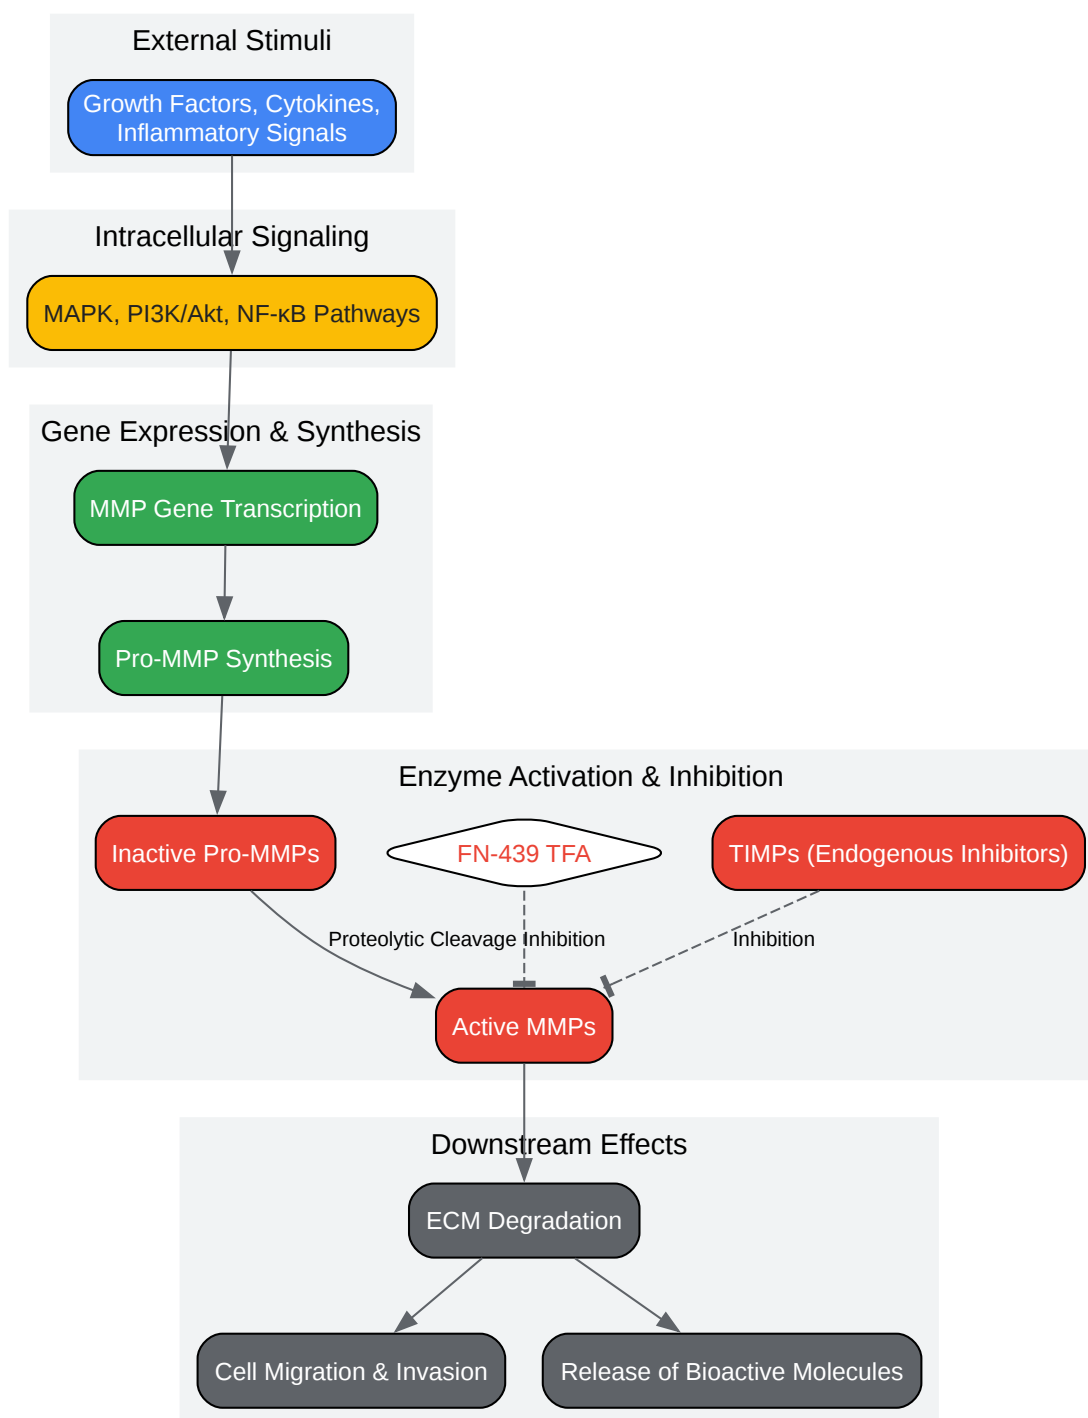 External Stimuli
Growth Factors, Cytokines,
Inflammatory Signals
Intracellular Signaling
MAPK, PI3K/Akt, NF-κB Pathways
Gene Expression & Synthesis
MMP Gene Transcription
Pro-MMP Synthesis
Enzyme Activation & Inhibition
Inactive Pro-MMPs
FN-439 TFA
TIMPs (Endogenous Inhibitors)
Proteolytic Cleavage
Inhibition
Inhibition
Active MMPs
Downstream Effects
ECM Degradation
Cell Migration & Invasion
Release of Bioactive Molecules